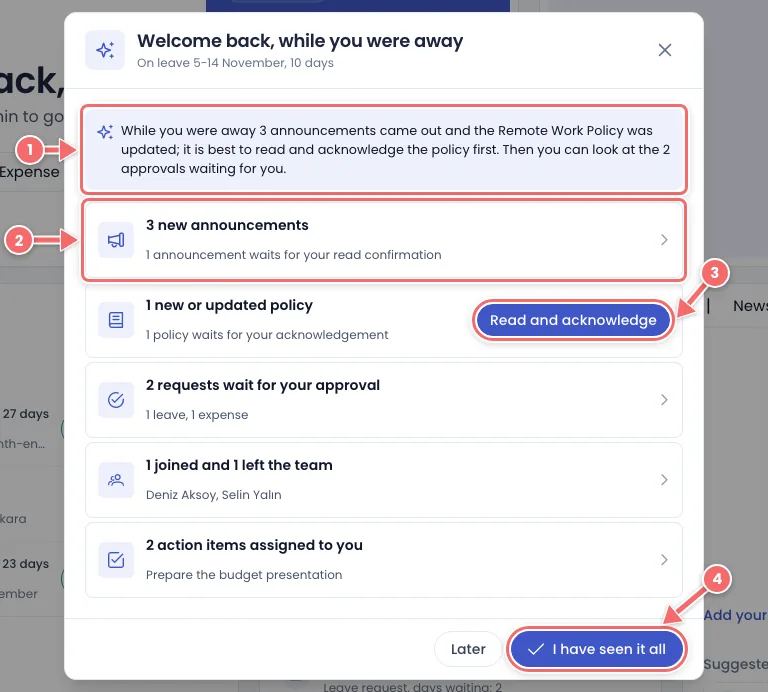 Welcome back, while you were away
On leave 5-14 November, 10 days
ack,
min to go
Expense
1
While you were away 3 announcements came out and the Remote Work Policy was
updated; it is best to read and acknowledge the policy first. Then you can look at the 2
approvals waiting for you.
2
3 new announcements
1 announcement waits for your read confirmation
3
1 new or updated policy
1 policy waits for your acknowledgement
Read and acknowledge
News
2 requests wait for your approval
1 leave, 1 expense
27 days
nth-en...
1 joined and 1 left the team
Deniz Aksoy, Selin Yalın
kara
2 action items assigned to you
Prepare the budget presentation
23 days
ember
4
Add your
Later
I have seen it all
Suggeste
Leave request, days waiting: 2